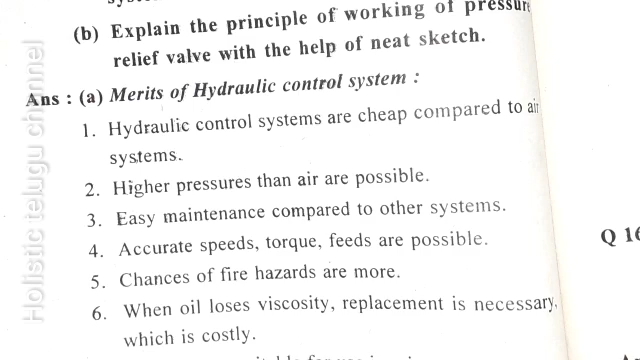 (b) Explain the principle of working of pressur
relief valve with the help of neat sketch.
Ans : (a) Merits of Hydraulic control system :
1. Hydraulic control systems are cheap compared to air
systems.
2. Higher pressures than air are possible.
3. Easy maintenance compared to other systems.
4. Accurate speeds, torque, feeds are possible.
5. Chances of fire hazards are more.
6. When oil loses viscosity, replacement is necessary,
which is costly.
Q 16
Holistic telugu channel